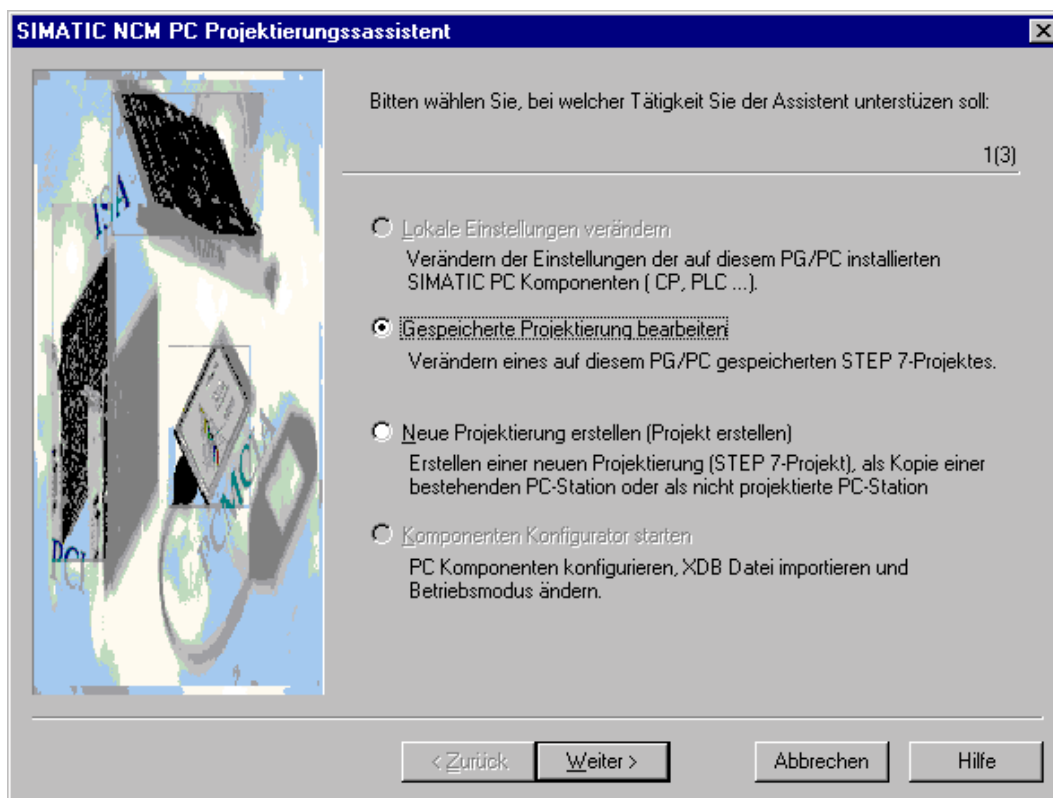 SIMATIC NCM PC Projektierungssassistent
Bitten wählen Sie, bei welcher Tätigkeit Sie der Assistent unterstüzen soll:
1(3)
Lokale Einstellungen verändern
Verändern der Einstellungen der auf diesem PG/PC installierten
SIMATIC PC Komponenten ( CP, PLC ...).
Gespeicherte Projektierung bearbeiten
Verändern eines auf diesem PG/PC gespeicherten STEP 7-Projektes.
Neue Projektierung erstellen (Projekt erstellen)
Erstellen einer neuen Projektierung (STEP 7-Projekt), als Kopie einer
bestehenden PC-Station oder als nicht projektierte PC-Station
Komponenten Konfigurator starten
PC Komponenten konfigurieren, XDB Datei importieren und
Betriebsmodus ändern.
ISA
PCI
PCMCIA
< Zurück
Weiter >
Abbrechen
Hilfe